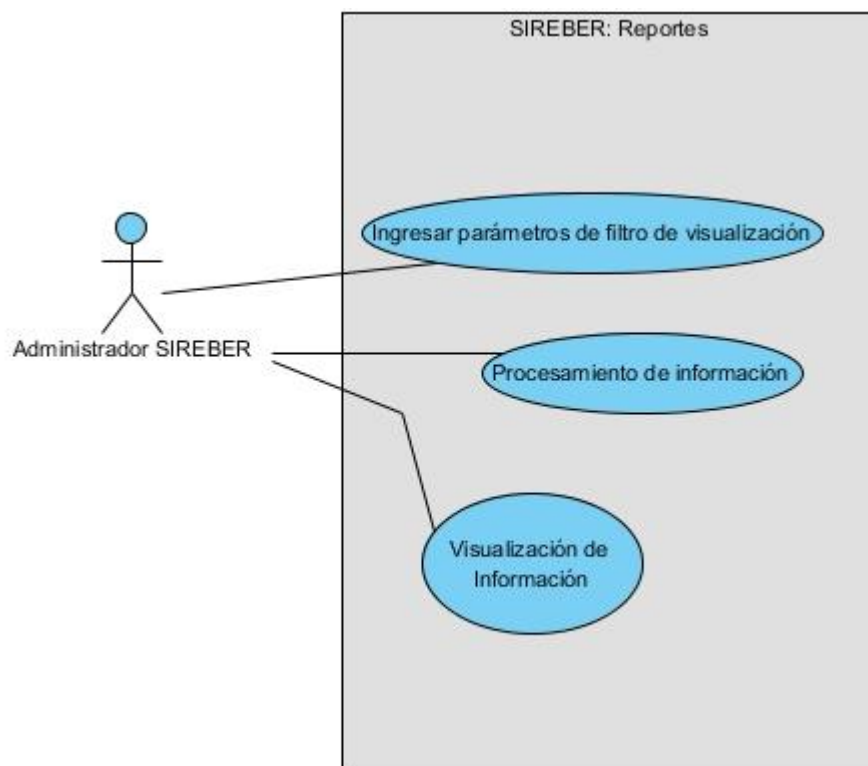 SIREBER: Reportes
Ingresar parámetros de filtro de visualización
Administrador SIREBER
Procesamiento de información
Visualización de
Información